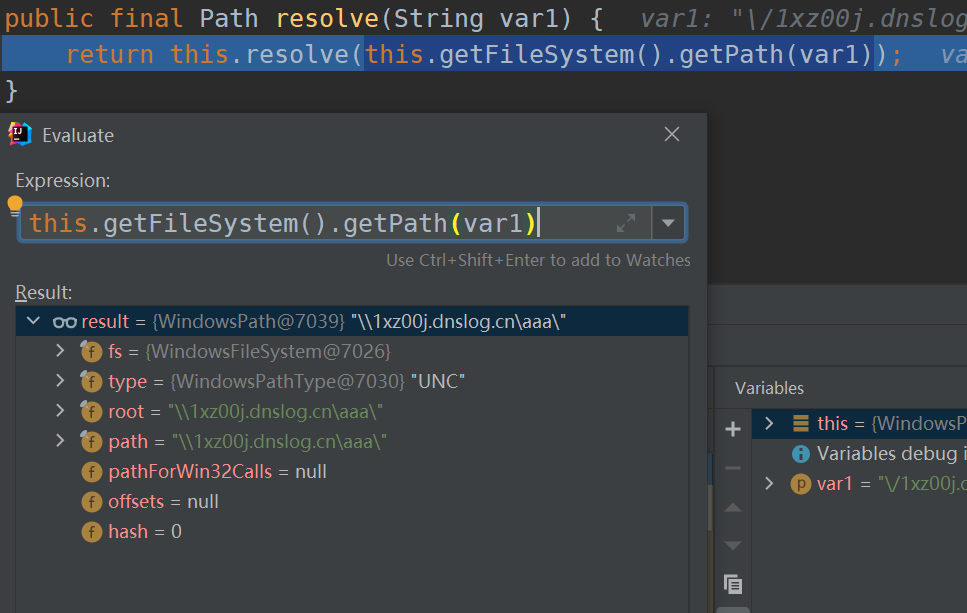 public final Path resolve(String var1) {   var1: "\/1xz00j.dnslog
return this.resolve(this.getFileSystem().getPath(var1));   va
}
Evaluate
Expression:
this.getFileSystem().getPath(var1)
Use Ctrl+Shift+Enter to add to Watches
Result:
result = {WindowsPath@7039} "\\1xz00j.dnslog.cn\aaa\"
fs = {WindowsFileSystem@7026}
type = {WindowsPathType@7030} "UNC"
root = "\\1xz00j.dnslog.cn\aaa\"
path = "\\1xz00j.dnslog.cn\aaa\"
pathForWin32Calls = null
offsets = null
hash = 0
Variables
this = {WindowsP
Variables debug i
var1 = "\/1xz00j.d